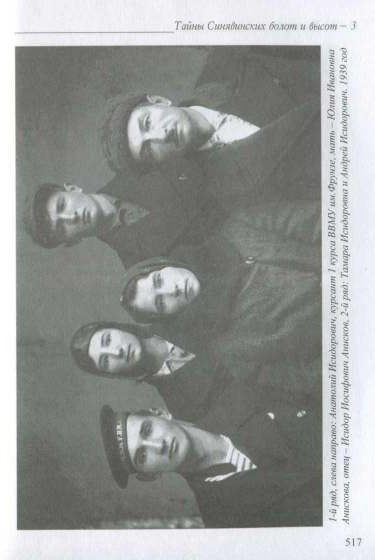 Тайны Синявинских болот и высот – 3
1-й ряд, слева направо: Анатолий Исидорович, курсант 1 курса ВВМУ им. Фрунзе, мать – Юлия Ивановна
Анискова, отец – Исидор Иосифович Анисков, 2-й ряд: Тамара Исидоровна и Андрей Исидорович. 1939 год
517